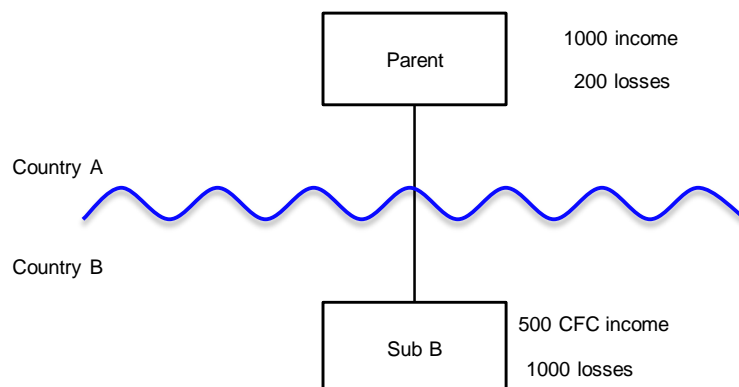 Parent
1000 income
200 losses
Country A
Country B
Sub B
500 CFC income
1000 losses